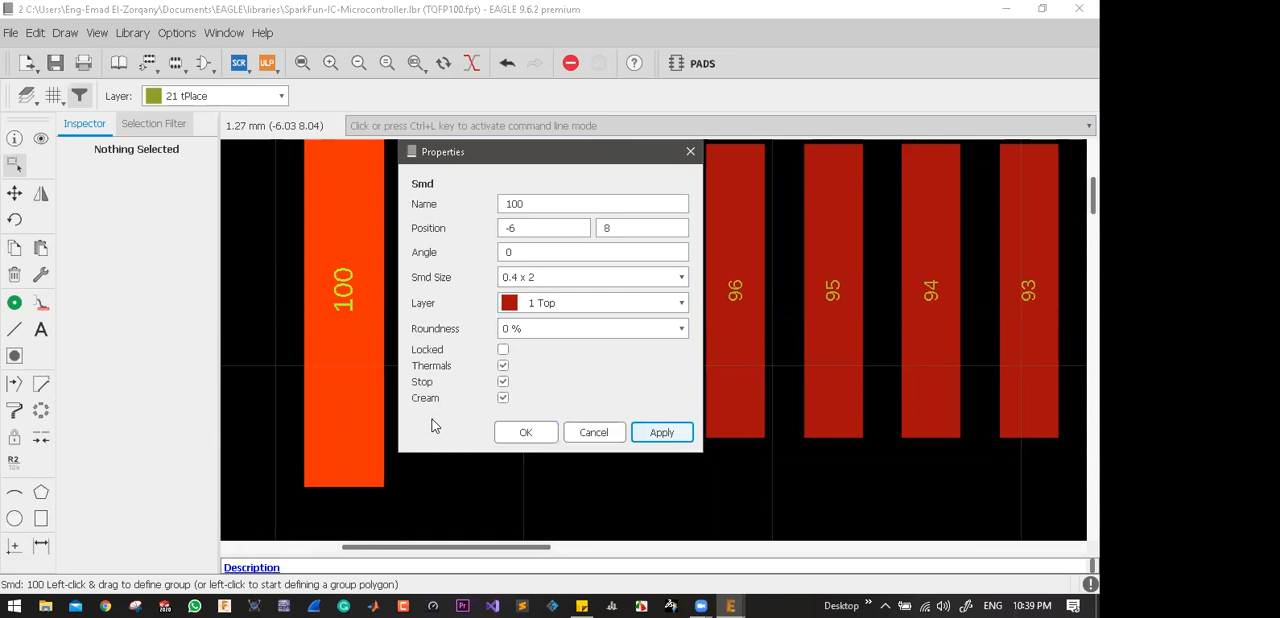 2 C:\Users\Eng-Emad El-Zorqany\Documents\EAGLE\libraries\SparkFun-IC-Microcontroller.lbr (TQFP100.fpt) - EAGLE 9.6.2 premium
File Edit Draw View Library Options Window Help
SCR ULP PADS
Layer: 21 tPlace
Inspector Selection Filter 1.27 mm (-6.03 8.04) Click or press Ctrl+L key to activate command line mode
Nothing Selected
Properties
Smd
Name 100
Position -6 8
Angle 0
Smd Size 0.4 x 2
Layer 1 Top
Roundness 0 %
Locked
Thermals
Stop
Cream
OK Cancel Apply
100 96 95 94 93
R2
10k
Description
Smd: 100 Left-click & drag to define group (or left-click to start defining a group polygon)
Desktop » ENG 10:39 PM